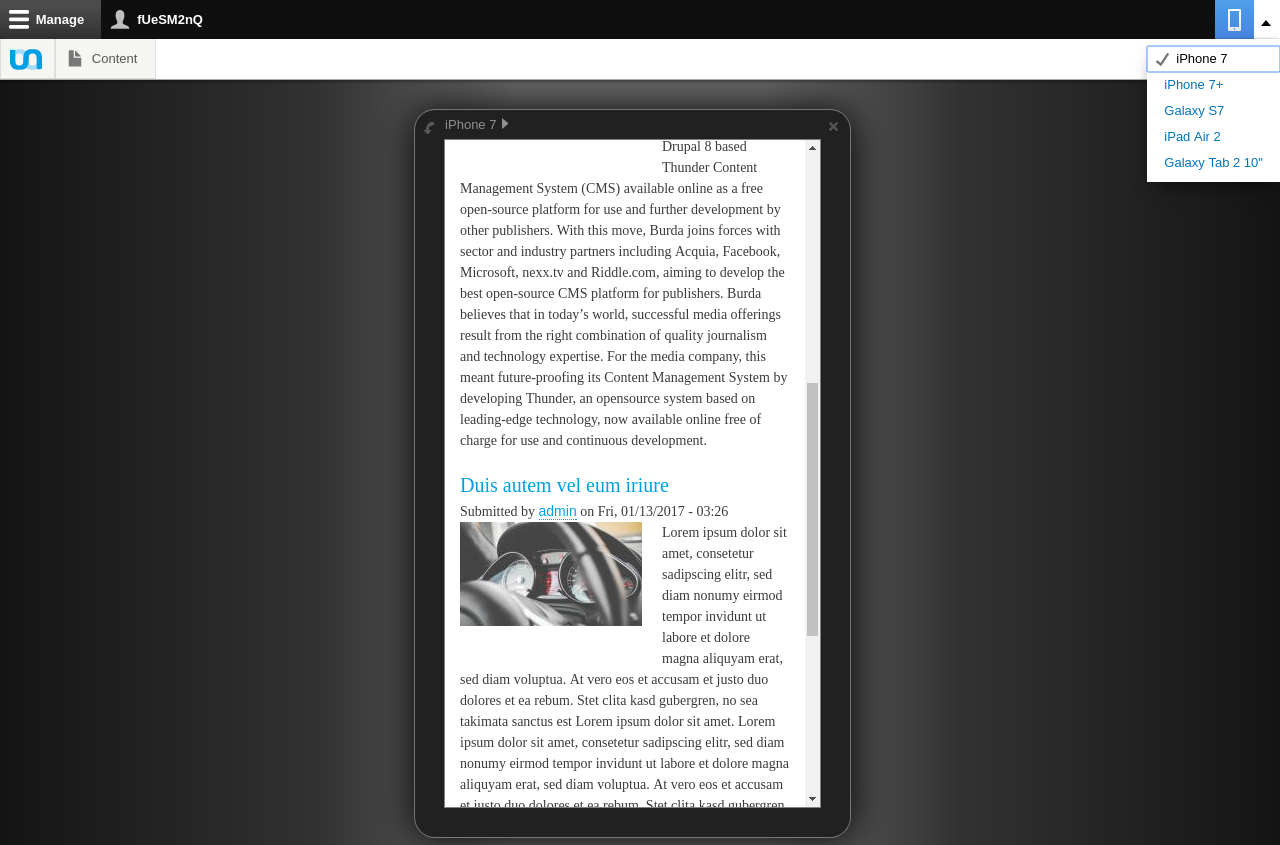 Manage
fUeSM2nQ
Content
iPhone 7
iPhone 7+
Galaxy S7
iPad Air 2
Galaxy Tab 2 10"
iPhone 7
Drupal 8 based
Thunder Content
Management System (CMS) available online as a free
open-source platform for use and further development by
other publishers. With this move, Burda joins forces with
sector and industry partners including Acquia, Facebook,
Microsoft, nexx.tv and Riddle.com, aiming to develop the
best open-source CMS platform for publishers. Burda
believes that in today’s world, successful media offerings
result from the right combination of quality journalism
and technology expertise. For the media company, this
meant future-proofing its Content Management System by
developing Thunder, an opensource system based on
leading-edge technology, now available online free of
charge for use and continuous development.
Duis autem vel eum iriure
Submitted by admin on Fri, 01/13/2017 - 03:26
Lorem ipsum dolor sit
amet, consetetur
sadipscing elitr, sed
diam nonumy eirmod
tempor invidunt ut
labore et dolore
magna aliquyam erat,
sed diam voluptua. At vero eos et accusam et justo duo
dolores et ea rebum. Stet clita kasd gubergren, no sea
takimata sanctus est Lorem ipsum dolor sit amet. Lorem
ipsum dolor sit amet, consetetur sadipscing elitr, sed diam
nonumy eirmod tempor invidunt ut labore et dolore magna
aliquyam erat, sed diam voluptua. At vero eos et accusam
et justo duo dolores et ea rebum. Stet clita kasd gubergren